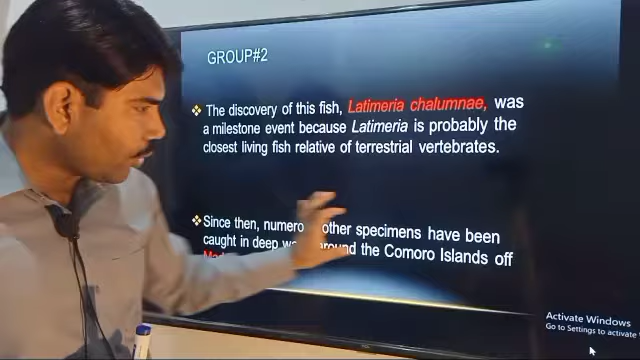 GROUP#2
The discovery of this fish, Latimeria chalumnae, was
a milestone event because Latimeria is probably the
closest living fish relative of terrestrial vertebrates.
Since then, other specimens have been
caught in deep the Comoro Islands off
Activate Windows
Go to Settings to activate